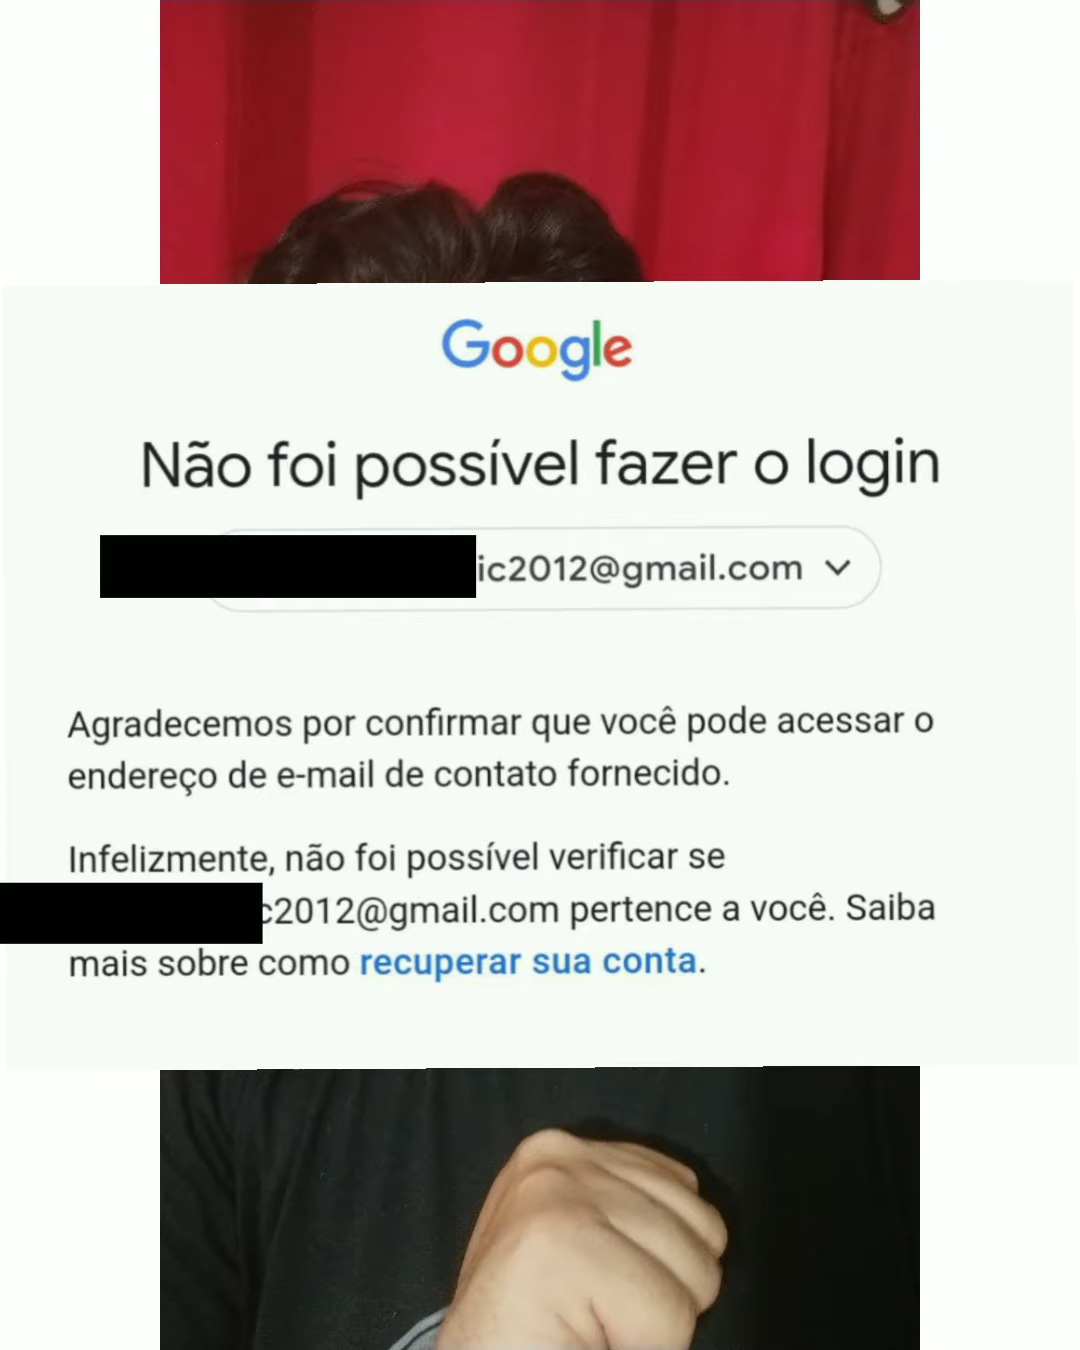 Google
Não foi possível fazer o login
ic2012@gmail.com
Agradecemos por confirmar que você pode acessar o
endereço de e-mail de contato fornecido.
Infelizmente, não foi possível verificar se
c2012@gmail.com pertence a você. Saiba
mais sobre como recuperar sua conta.